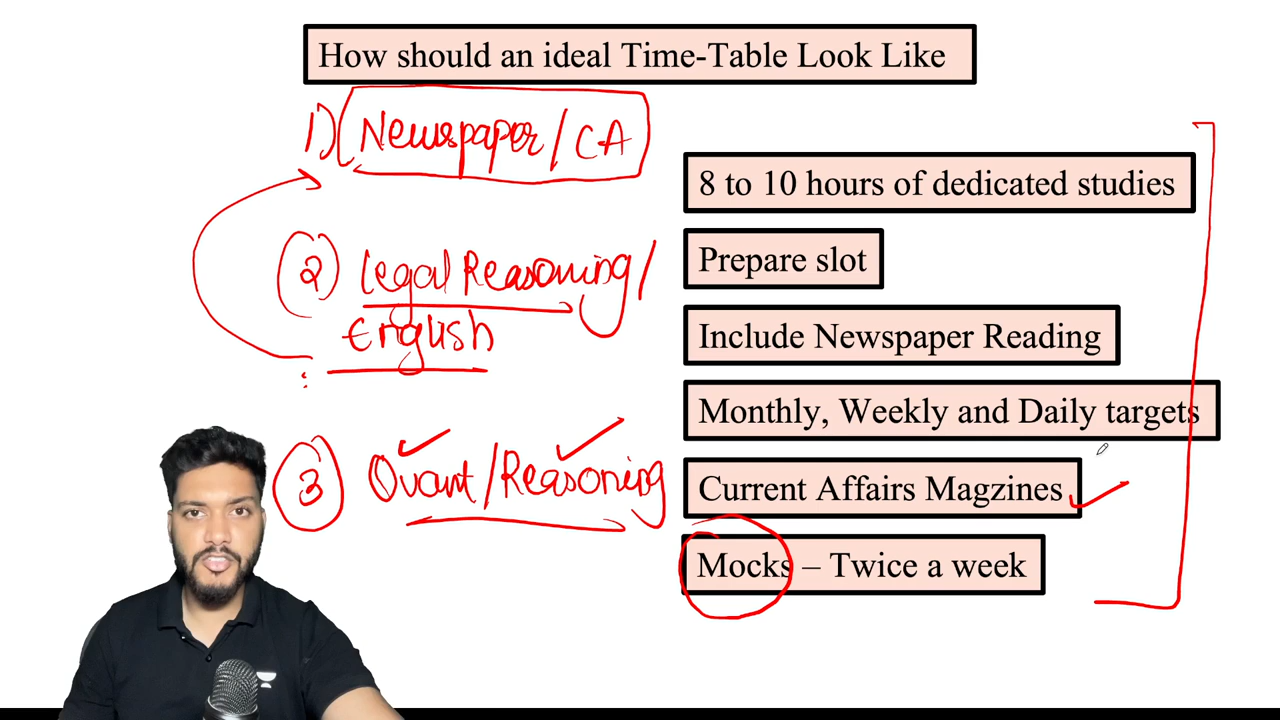 How should an ideal Time-Table Look Like
1) Newspaper / CA
2 Legal Reasoning /
English
3 Quant / Reasoning
8 to 10 hours of dedicated studies
Prepare slot
Include Newspaper Reading
Monthly, Weekly and Daily targets
Current Affairs Magzines
Mocks – Twice a week